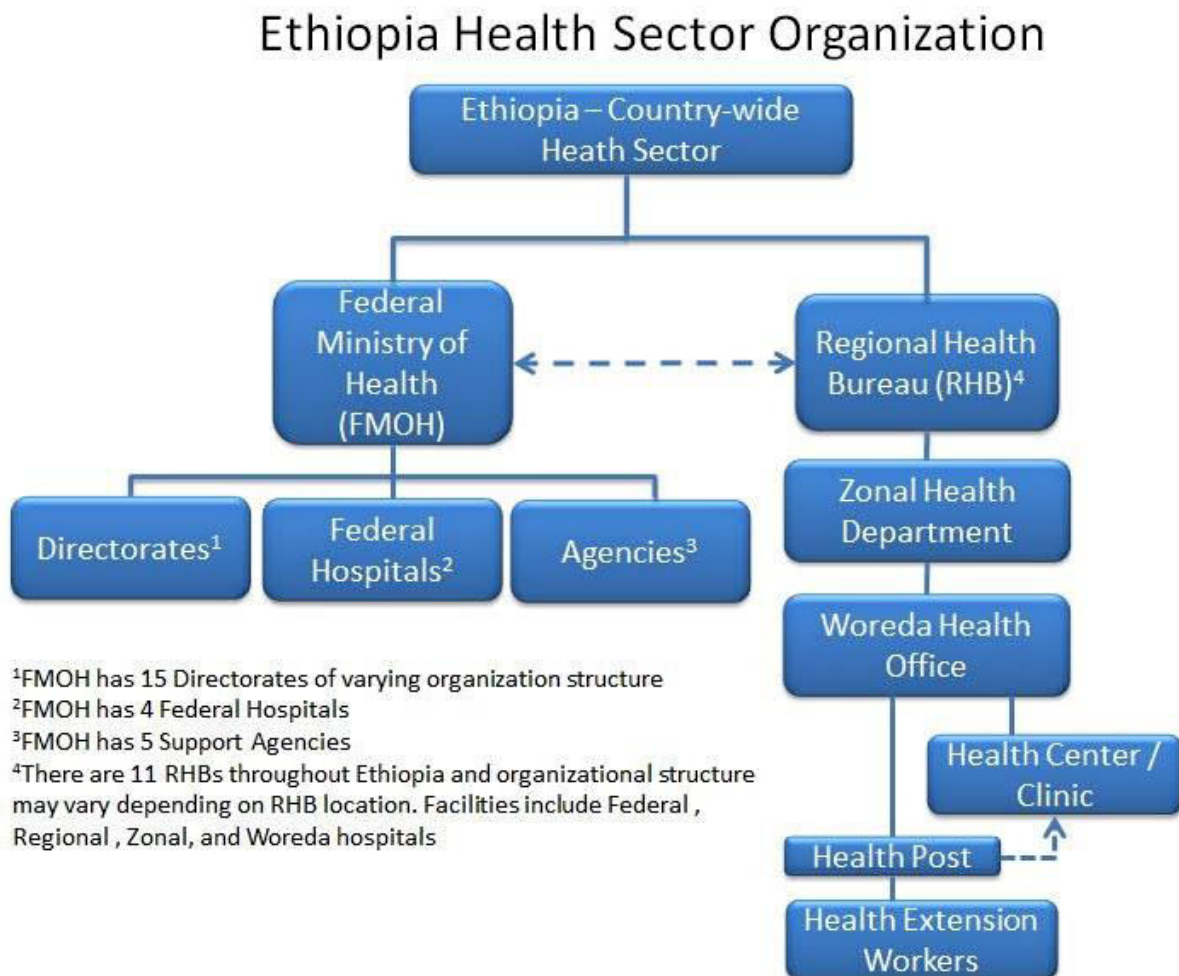 Ethiopia Health Sector Organization
Ethiopia – Country-wide
Heath Sector
Federal
Ministry of
Health
(FMOH)
Regional Health
Bureau (RHB)⁴
Directorates¹
Federal
Hospitals²
Agencies³
Zonal Health
Department
Woreda Health
Office
Health Center /
Clinic
Health Post
Health Extension
Workers
¹FMOH has 15 Directorates of varying organization structure
²FMOH has 4 Federal Hospitals
³FMOH has 5 Support Agencies
⁴There are 11 RHBs throughout Ethiopia and organizational structure
may vary depending on RHB location. Facilities include Federal ,
Regional , Zonal, and Woreda hospitals